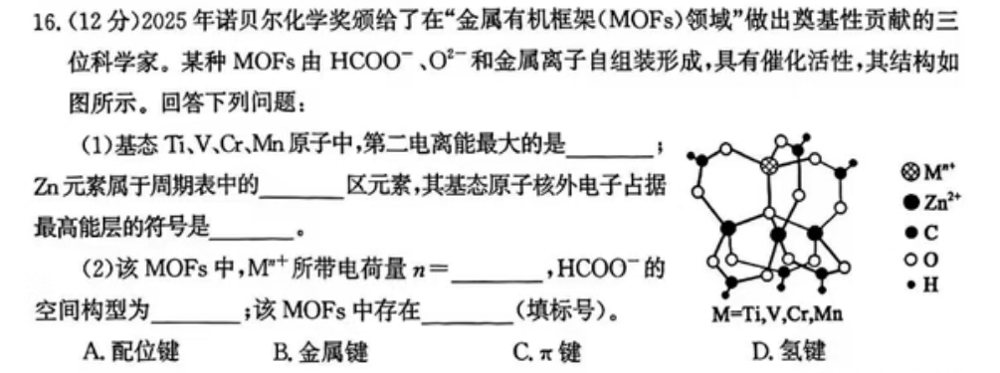 16.(12分)2025年诺贝尔化学奖颁给了在“金属有机框架(MOFs)领域”做出奠基性贡献的三
位科学家。某种MOFs由HCOO⁻、O²⁻和金属离子自组装形成,具有催化活性,其结构如
图所示。回答下列问题:
(1)基态Ti、V、Cr、Mn原子中,第二电离能最大的是________;
Zn元素属于周期表中的________区元素,其基态原子核外电子占据
最高能层的符号是________。
(2)该MOFs中,Mⁿ⁺所带电荷量n=________,HCOO⁻的
空间构型为________;该MOFs中存在________(填标号)。
A.配位键 B.金属键 C.π键 D.氢键
Mⁿ⁺
Zn²⁺
C
O
H
M=Ti,V,Cr,Mn